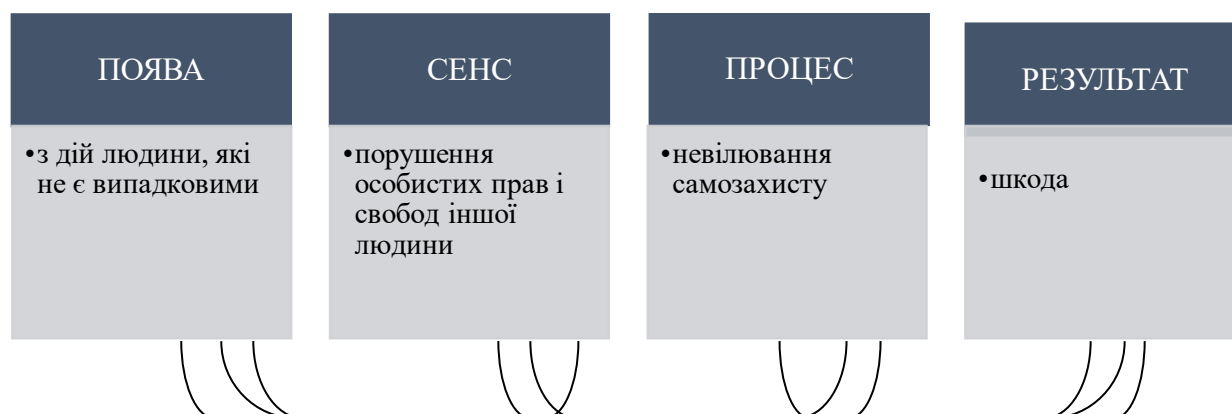 ПОЯВА
•з дій людини, які
не є випадковими
СЕНС
•порушення
особистих прав і
свобод іншої
людини
ПРОЦЕС
•невілювання
самозахисту
РЕЗУЛЬТАТ
•шкода